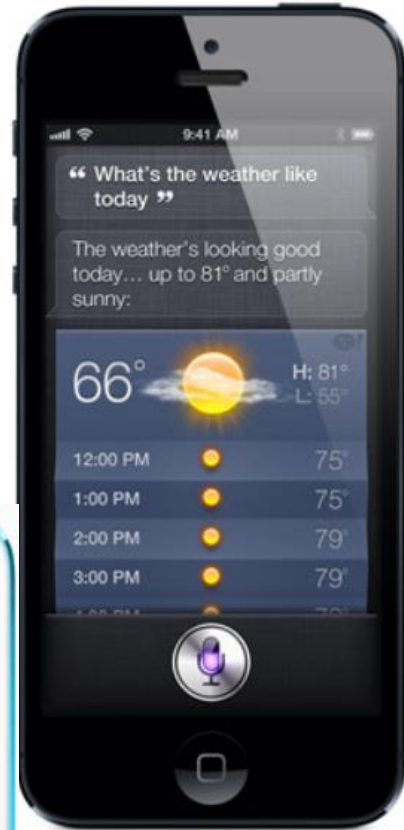 9:41 AM
“ What's the weather like
today ”
The weather's looking good
today... up to 81° and partly
sunny:
66°
H: 81°
L: 55°
12:00 PM 75°
1:00 PM 75°
2:00 PM 79°
3:00 PM 79°